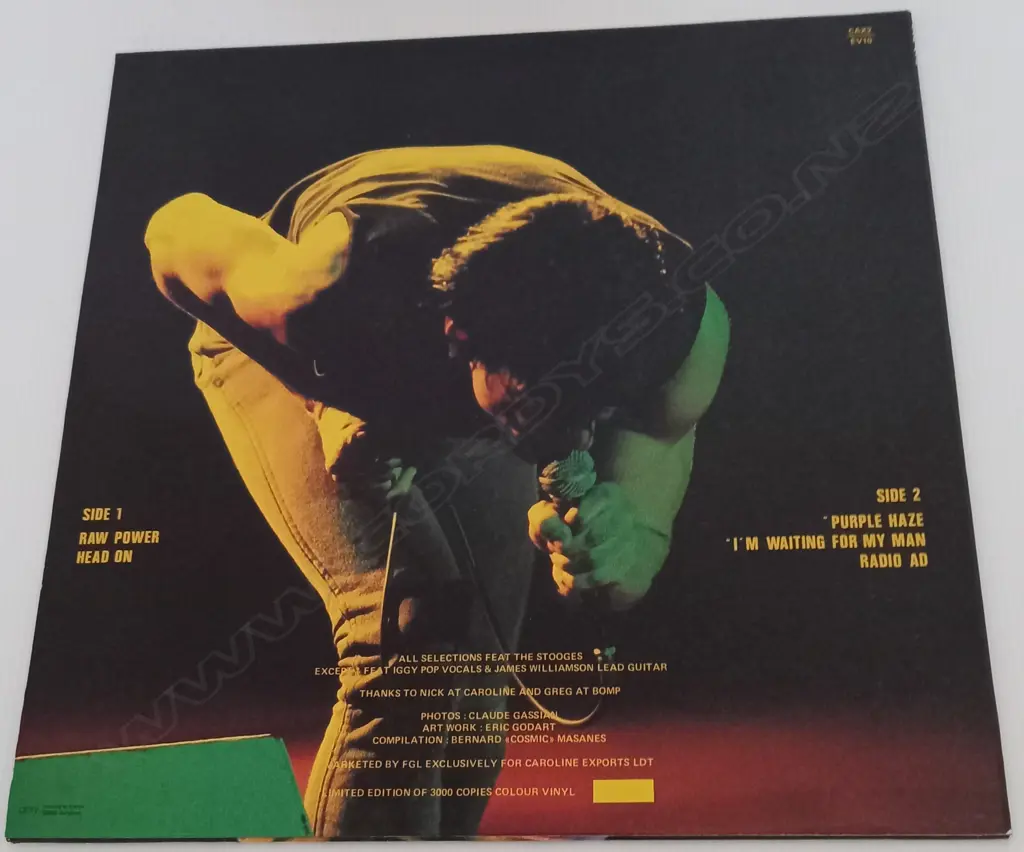 EV10
SIDE 1
RAW POWER
HEAD ON
SIDE 2
*PURPLE HAZE
*I'M WAITING FOR MY MAN
RADIO AD
ALL SELECTIONS FEAT THE STOOGES
FEAT IGGY POP VOCALS & JAMES WILLIAMSON LEAD GUITAR
THANKS TO NICK AT CAROLINE AND GREG AT BOMP
PHOTOS : CLAUDE GASSIAN
ART WORK : ERIC GODART
COMPILATION : BERNARD «COSMIC» MASANES
MARKETED BY FGL EXCLUSIVELY FOR CAROLINE EXPORTS LDT
LIMITED EDITION OF 3000 COPIES COLOUR VINYL